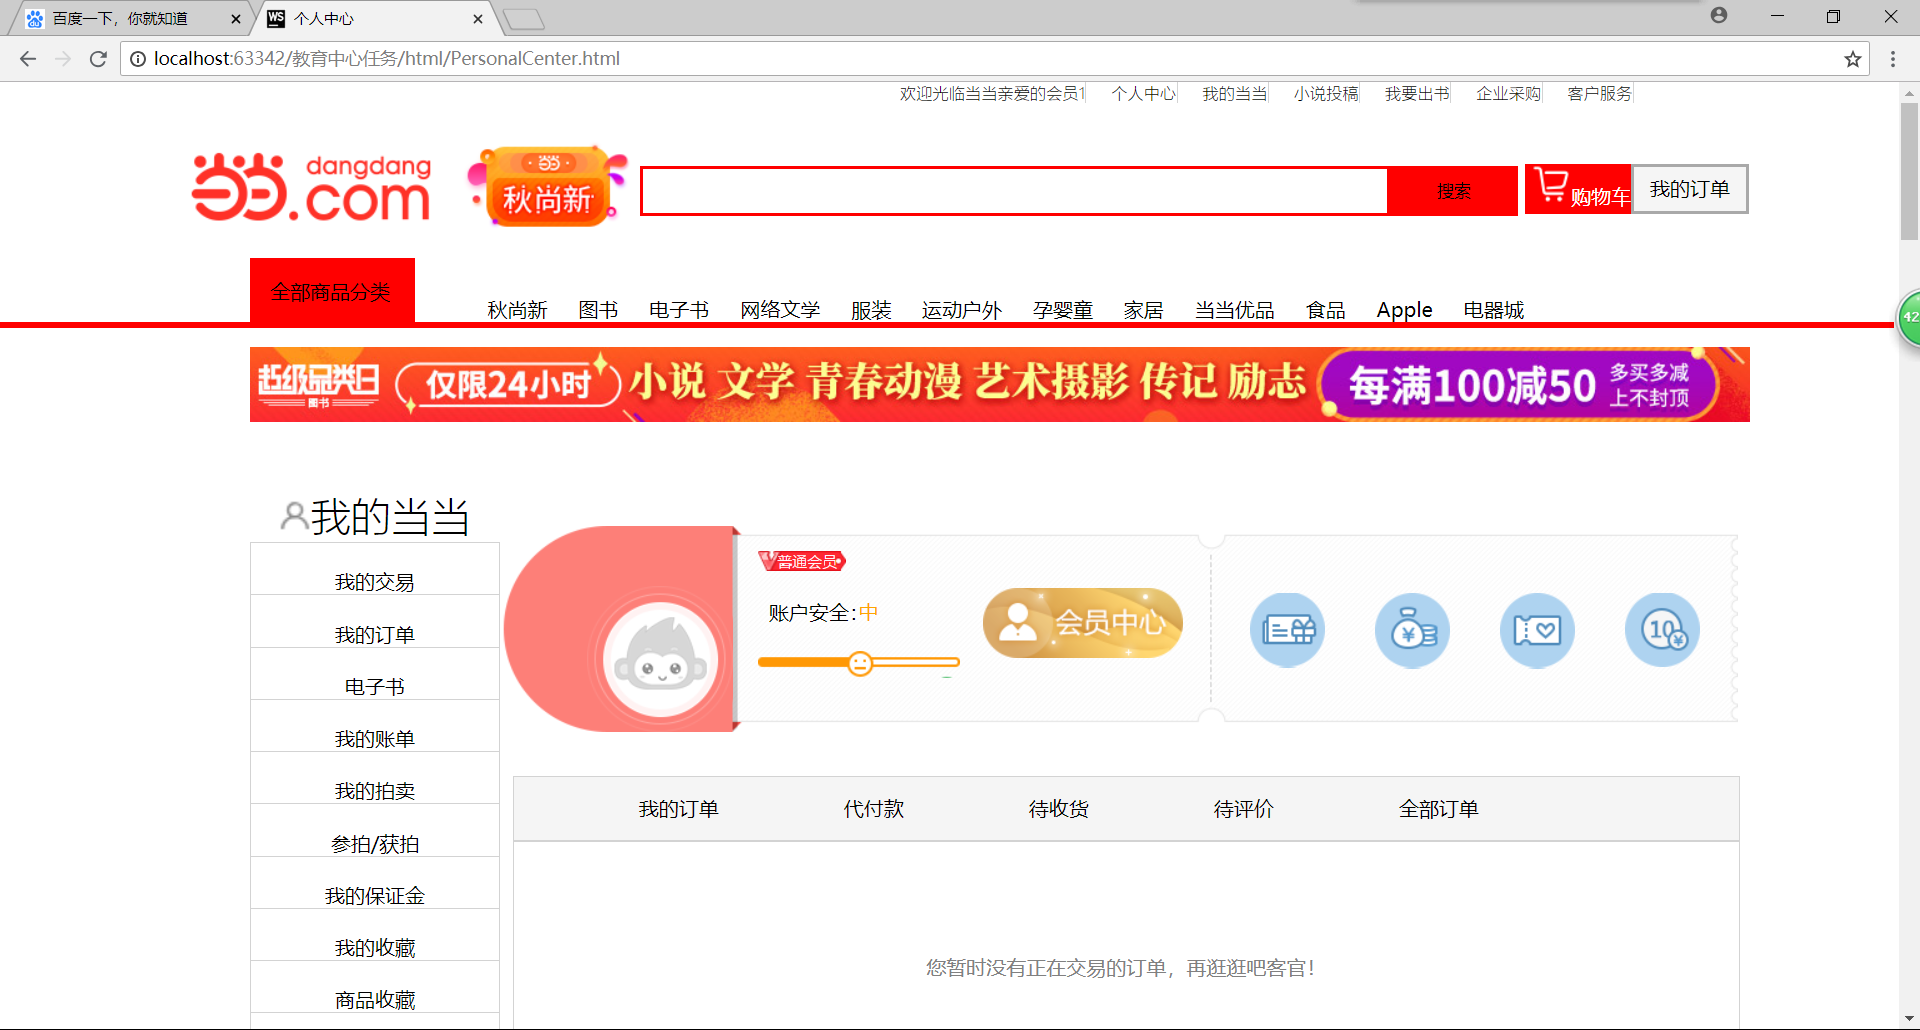 百度一下，你就知道
WS 个人中心
localhost:63342/教育中心任务/html/PersonalCenter.html
欢迎光临当当亲爱的会员1 个人中心 我的当当 小说投稿 我要出书 企业采购 客户服务
当当 dangdang
.com
当当
秋尚新
搜索
购物车
我的订单
全部商品分类
秋尚新 图书 电子书 网络文学 服装 运动户外 孕婴童 家居 当当优品 食品 Apple 电器城
42
超级品类日
图书
仅限24小时
小说 文学 青春动漫 艺术摄影 传记 励志
每满100减50
多买多减
上不封顶
我的当当
我的交易
我的订单
电子书
我的账单
我的拍卖
参拍/获拍
我的保证金
我的收藏
商品收藏
V普通会员
账户安全:中
会员中心
¥
10
¥
我的订单 代付款 待收货 待评价 全部订单
您暂时没有正在交易的订单，再逛逛吧客官！